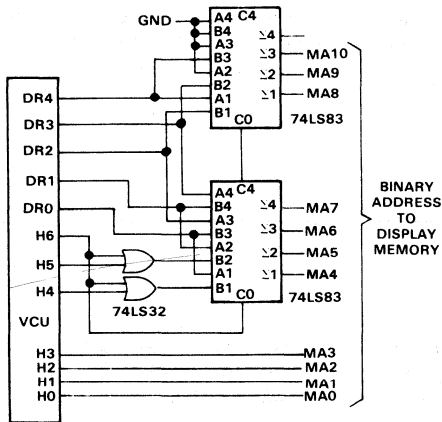 GND
A4 C4
B4
A3
B3
A2
B2
A1
B1
C0
Σ4
Σ3 MA10
Σ2 MA9
Σ1 MA8
74LS83
DR4
DR3
DR2
DR1
DR0
H6
H5
H4
VCU
H3
H2
H1
H0
74LS32
A4 C4
B4
A3
B3
A2
B2
A1
B1
C0
Σ4 MA7
Σ3 MA6
Σ2 MA5
Σ1 MA4
74LS83
MA3
MA2
MA1
MA0
BINARY
ADDRESS
TO
DISPLAY
MEMORY